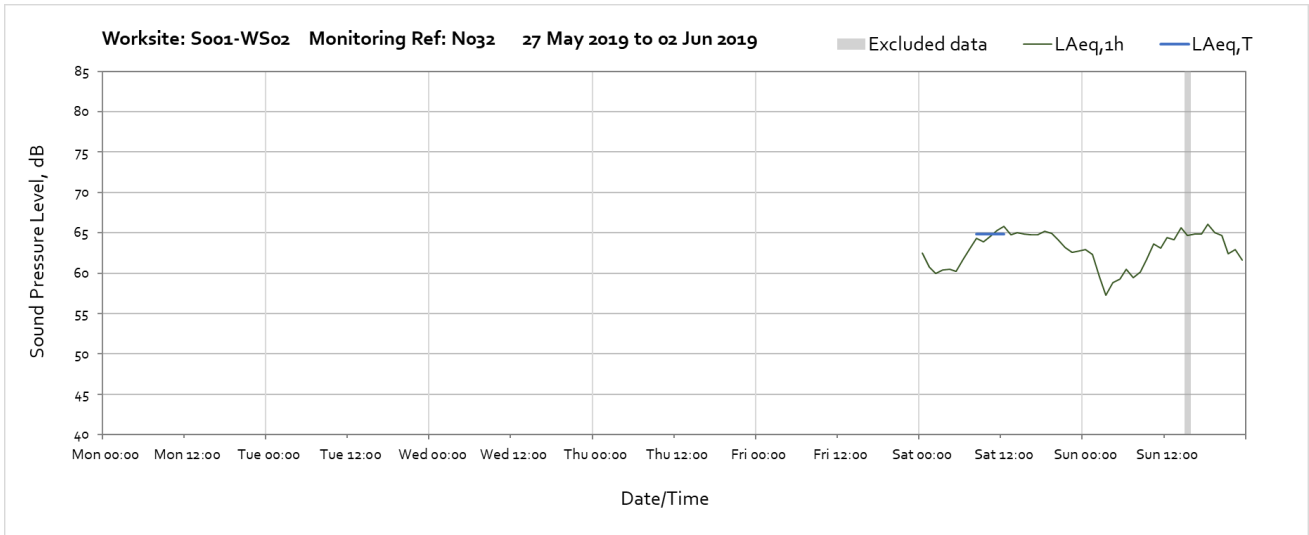 Worksite: S001-WS02 Monitoring Ref: N032 27 May 2019 to 02 Jun 2019
Excluded data LAeq,1h LAeq,T
85
80
75
70
65
60
55
50
45
40
Sound Pressure Level, dB
Mon 00:00 Mon 12:00 Tue 00:00 Tue 12:00 Wed 00:00 Wed 12:00 Thu 00:00 Thu 12:00 Fri 00:00 Fri 12:00 Sat 00:00 Sat 12:00 Sun 00:00 Sun 12:00
Date/Time